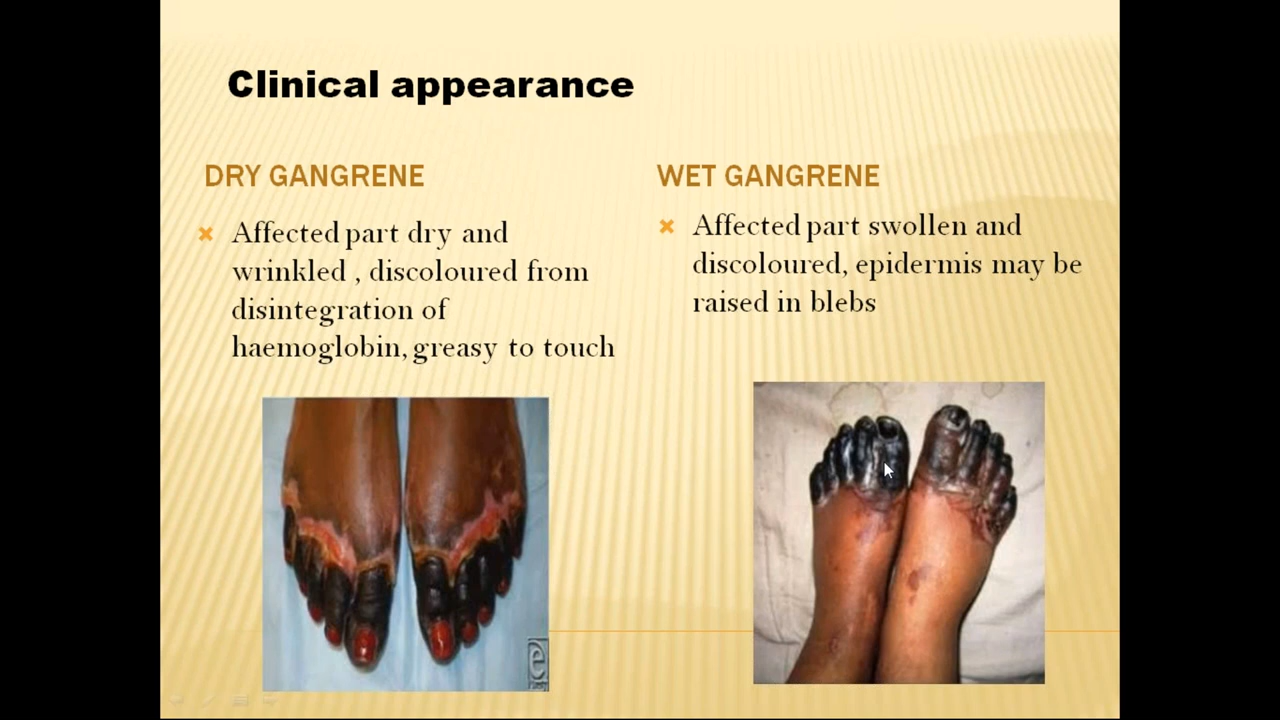 Clinical appearance
DRY GANGRENE
Affected part dry and
wrinkled , discoloured from
disintegration of
haemoglobin, greasy to touch
WET GANGRENE
Affected part swollen and
discoloured, epidermis may be
raised in blebs
e